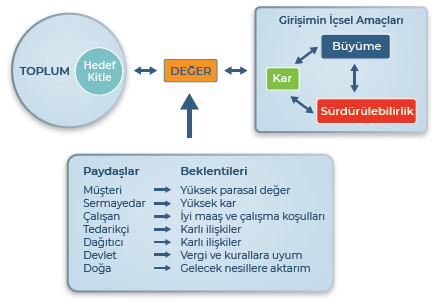 TOPLUM
Hedef
Kitle
DEĞER
Girişimin İçsel Amaçları
Büyüme
Kar
Sürdürülebilirlik
Paydaşlar Beklentileri
Müşteri Yüksek parasal değer
Sermayedar Yüksek kar
Çalışan İyi maaş ve çalışma koşulları
Tedarikçi Karlı ilişkiler
Dağıtıcı Karlı ilişkiler
Devlet Vergi ve kurallara uyum
Doğa Gelecek nesillere aktarım